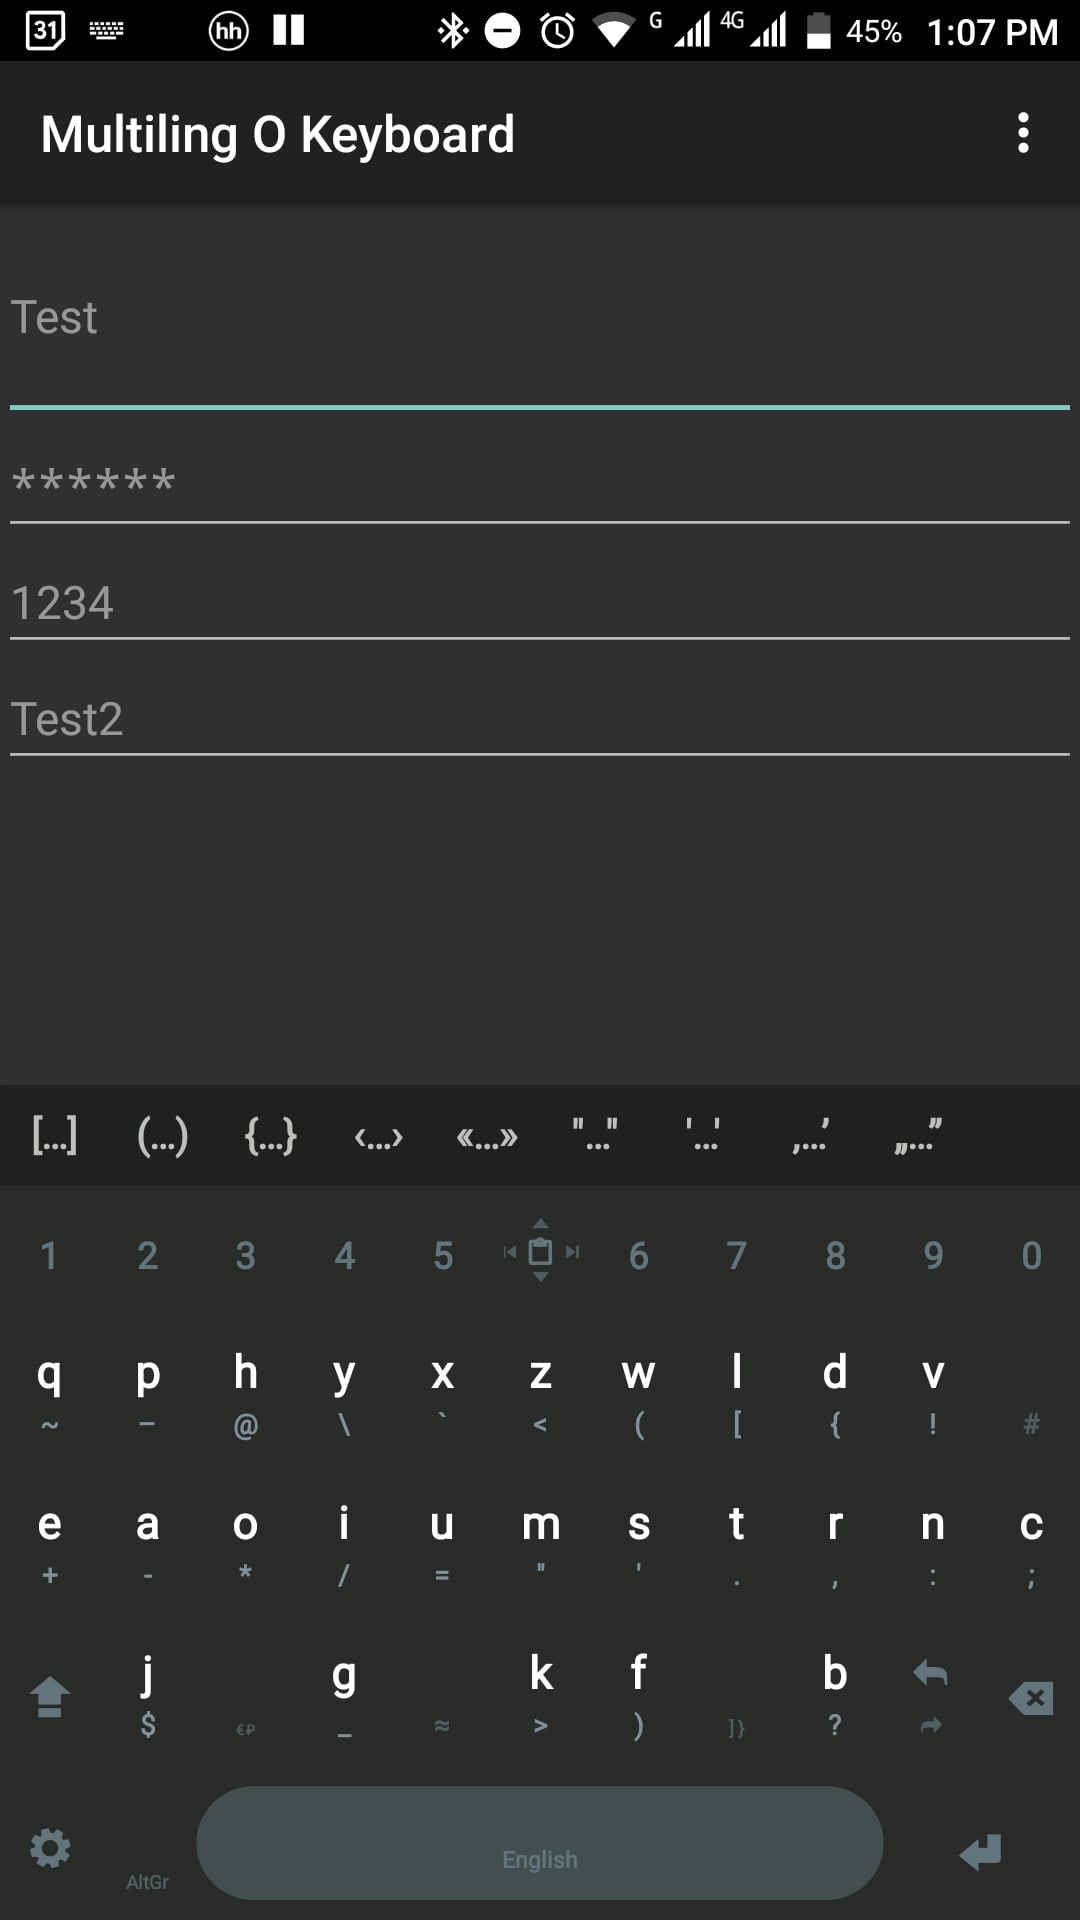 31 hh G 4G 45% 1:07 PM
Multiling O Keyboard
Test
******
1234
Test2
[...] (...) {...} ‹...› «...» "..." '...' ‚...’ „...”
1 2 3 4 5 6 7 8 9 0
q p h y x z w l d v
~ – @ \ ` < ( [ { ! #
e a o i u m s t r n c
+ - * / = " ' . , : ;
j g k f b
$ €₽ _ ≈ > ) ]} ?
AltGr English